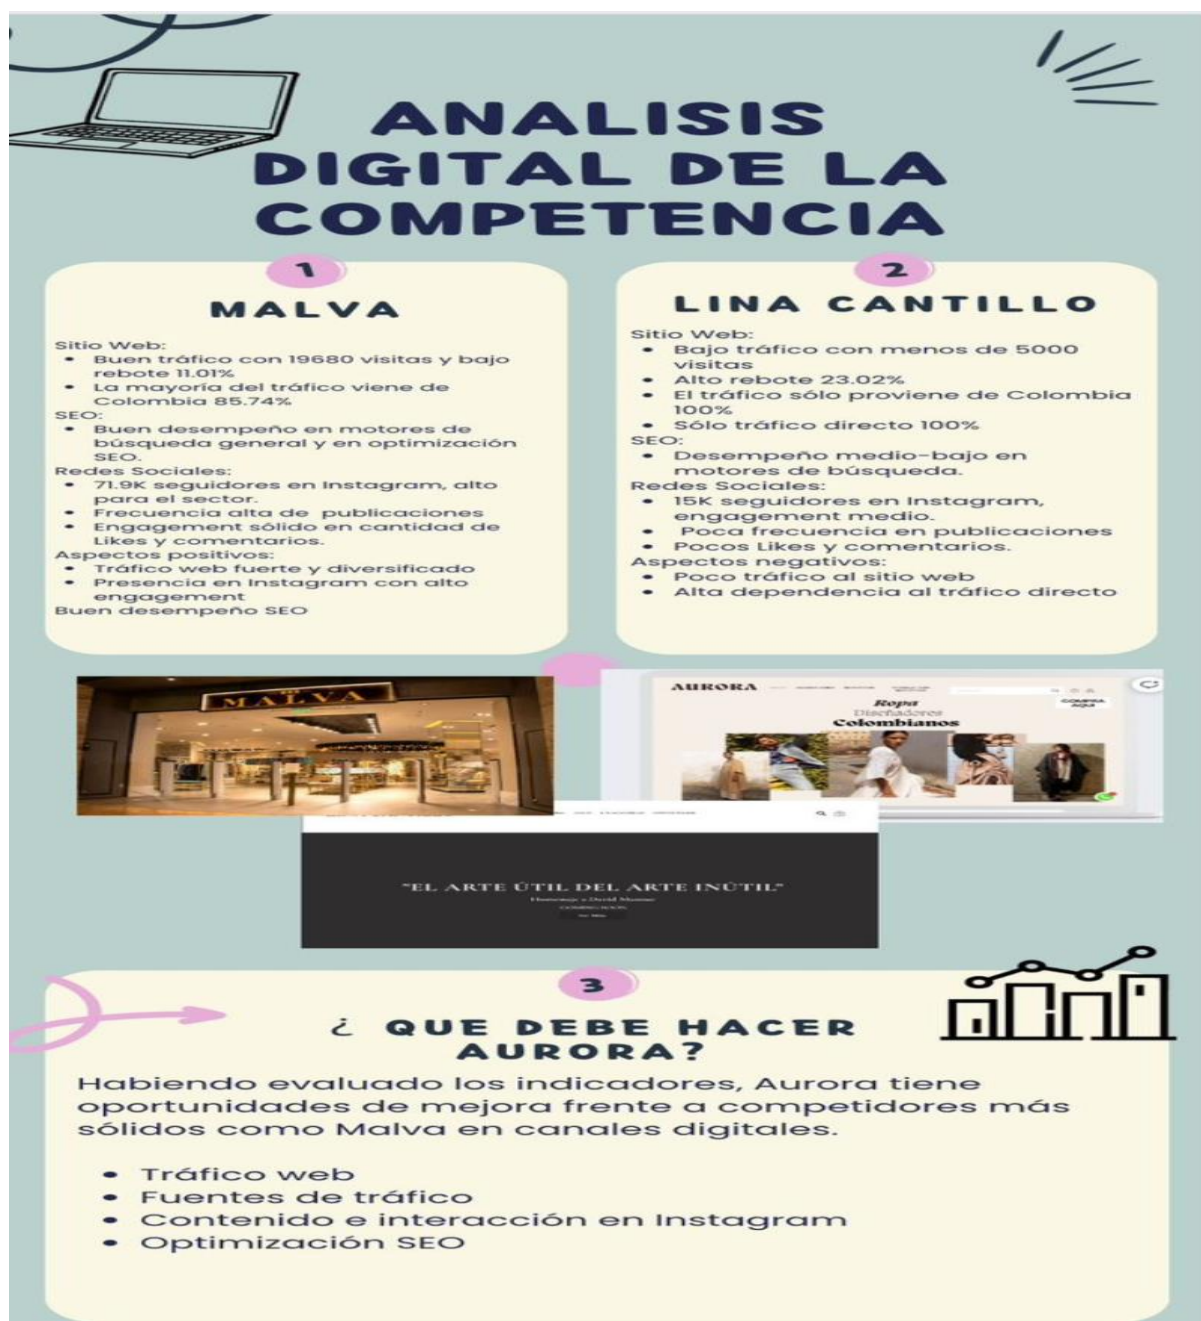 ANALISIS
DIGITAL DE LA
COMPETENCIA
1
MALVA
Sitio Web:
• Buen tráfico con 19680 visitas y bajo
rebote 11.01%
• La mayoría del tráfico viene de
Colombia 85.74%
SEO:
• Buen desempeño en motores de
búsqueda general y en optimización
SEO.
Redes Sociales:
• 71.9K seguidores en Instagram, alto
para el sector.
• Frecuencia alta de publicaciones
• Engagement sólido en cantidad de
Likes y comentarios.
Aspectos positivos:
• Tráfico web fuerte y diversificado
• Presencia en Instagram con alto
engagement
Buen desempeño SEO
2
LINA CANTILLO
Sitio Web:
• Bajo tráfico con menos de 5000
visitas
• Alto rebote 23.02%
• El tráfico sólo proviene de Colombia
100%
• Sólo tráfico directo 100%
SEO:
• Desempeño medio-bajo en
motores de búsqueda.
Redes Sociales:
• 15K seguidores en Instagram,
engagement medio.
• Poca frecuencia en publicaciones
• Pocos Likes y comentarios.
Aspectos negativos:
• Poco tráfico al sitio web
• Alta dependencia al tráfico directo
MALVA
AURORA
COMPRA
AQUI
Ropa
Diseñadores
Colombianos
"EL ARTE ÚTIL DEL ARTE INÚTIL"
Homenaje a David Manzur
Ver Más
3
¿ QUE DEBE HACER
AURORA?
Habiendo evaluado los indicadores, Aurora tiene
oportunidades de mejora frente a competidores más
sólidos como Malva en canales digitales.
• Tráfico web
• Fuentes de tráfico
• Contenido e interacción en Instagram
• Optimización SEO